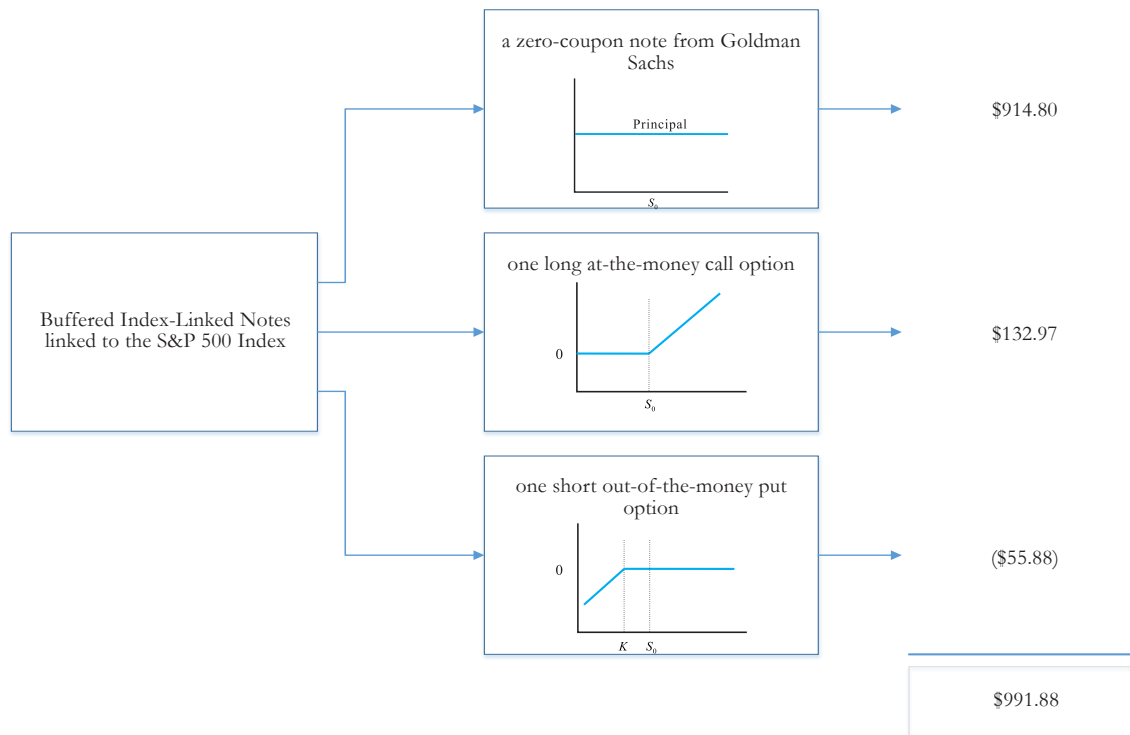 a zero-coupon note from Goldman
Sachs
Principal
S₀
$914.80
Buffered Index-Linked Notes
linked to the S&P 500 Index
one long at-the-money call option
0
S₀
$132.97
one short out-of-the-money put
option
0
K S₀
($55.88)
$991.88